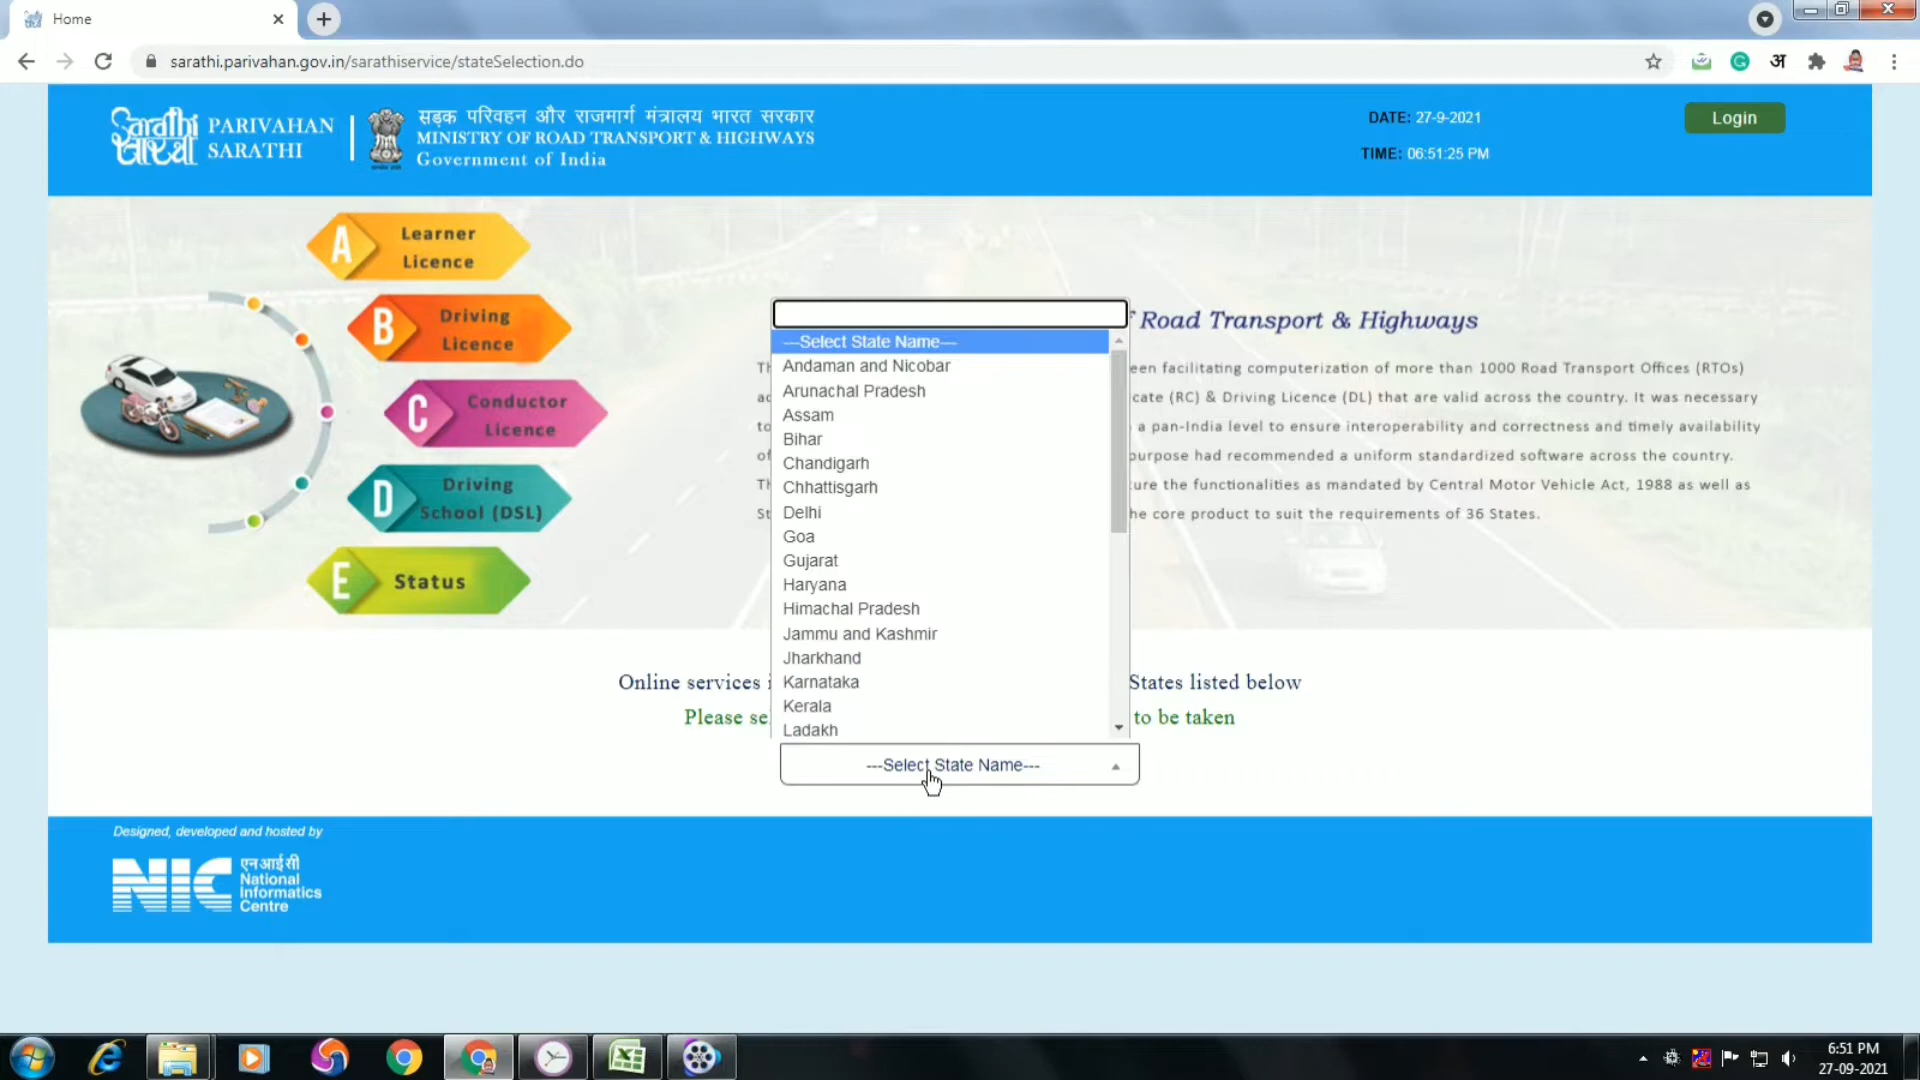 Home
sarathi.parivahan.gov.in/sarathiservice/stateSelection.do
अ
Sarathi
PARIVAHAN
SARATHI
सड़क परिवहन और राजमार्ग मंत्रालय भारत सरकार
MINISTRY OF ROAD TRANSPORT & HIGHWAYS
Government of India
DATE: 27-9-2021
TIME: 06:51:25 PM
Login
A
Learner
Licence
B
Driving
Licence
C
Conductor
Licence
D
Driving
School (DSL)
E
Status
Road Transport & Highways
een facilitating computerization of more than 1000 Road Transport Offices (RTOs)
cate (RC) & Driving Licence (DL) that are valid across the country. It was necessary
a pan-India level to ensure interoperability and correctness and timely availability
purpose had recommended a uniform standardized software across the country.
ure the functionalities as mandated by Central Motor Vehicle Act, 1988 as well as
he core product to suit the requirements of 36 States.
---Select State Name---
Andaman and Nicobar
Arunachal Pradesh
Assam
Bihar
Chandigarh
Chhattisgarh
Delhi
Goa
Gujarat
Haryana
Himachal Pradesh
Jammu and Kashmir
Jharkhand
Karnataka
Kerala
Ladakh
Online services i States listed below
Please se to be taken
---Select State Name---
Designed, developed and hosted by
NIC
एनआईसी
National
Informatics
Centre
6:51 PM
27-09-2021